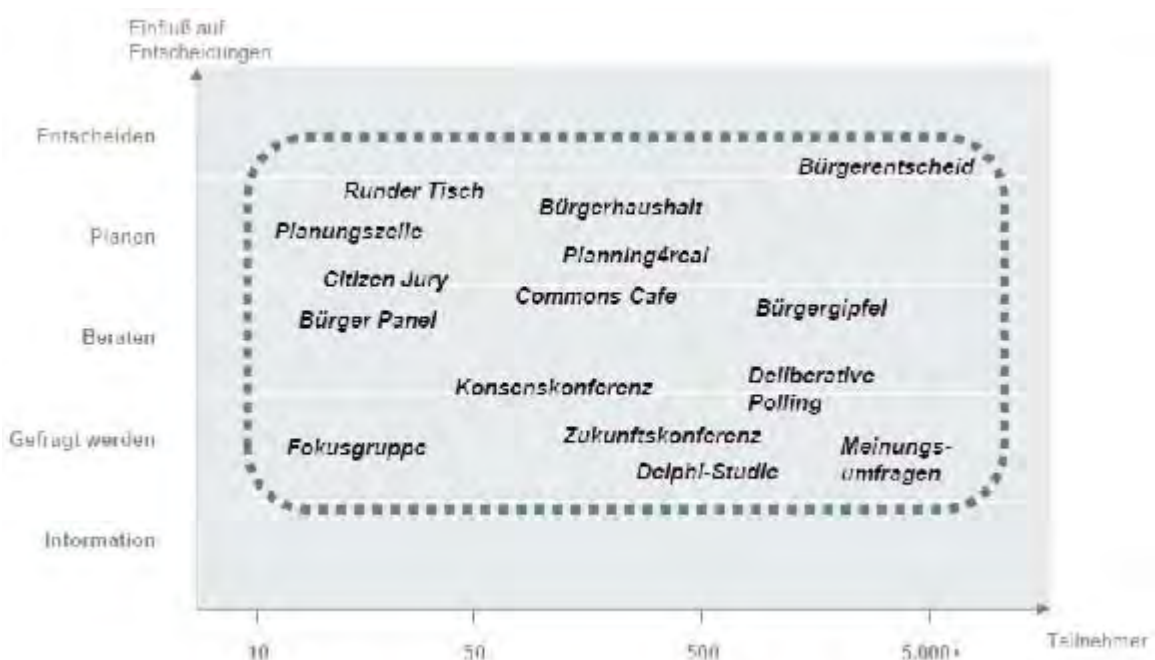 Einfluß auf
Entscheidungen
Entscheiden
Bürgerentscheid
Runder Tisch
Bürgerhaushalt
Planungszelle
Planen
Planning4real
Citizen Jury
Commons Cafe
Bürgergipfel
Bürger Panel
Beraten
Deliberative
Polling
Konsenskonferenz
Gefragt werden
Zukunftskonferenz
Fokusgruppe
Meinungs-
umfragen
Delphi-Studie
Information
10
50
500
5.000+
Teilnehmer